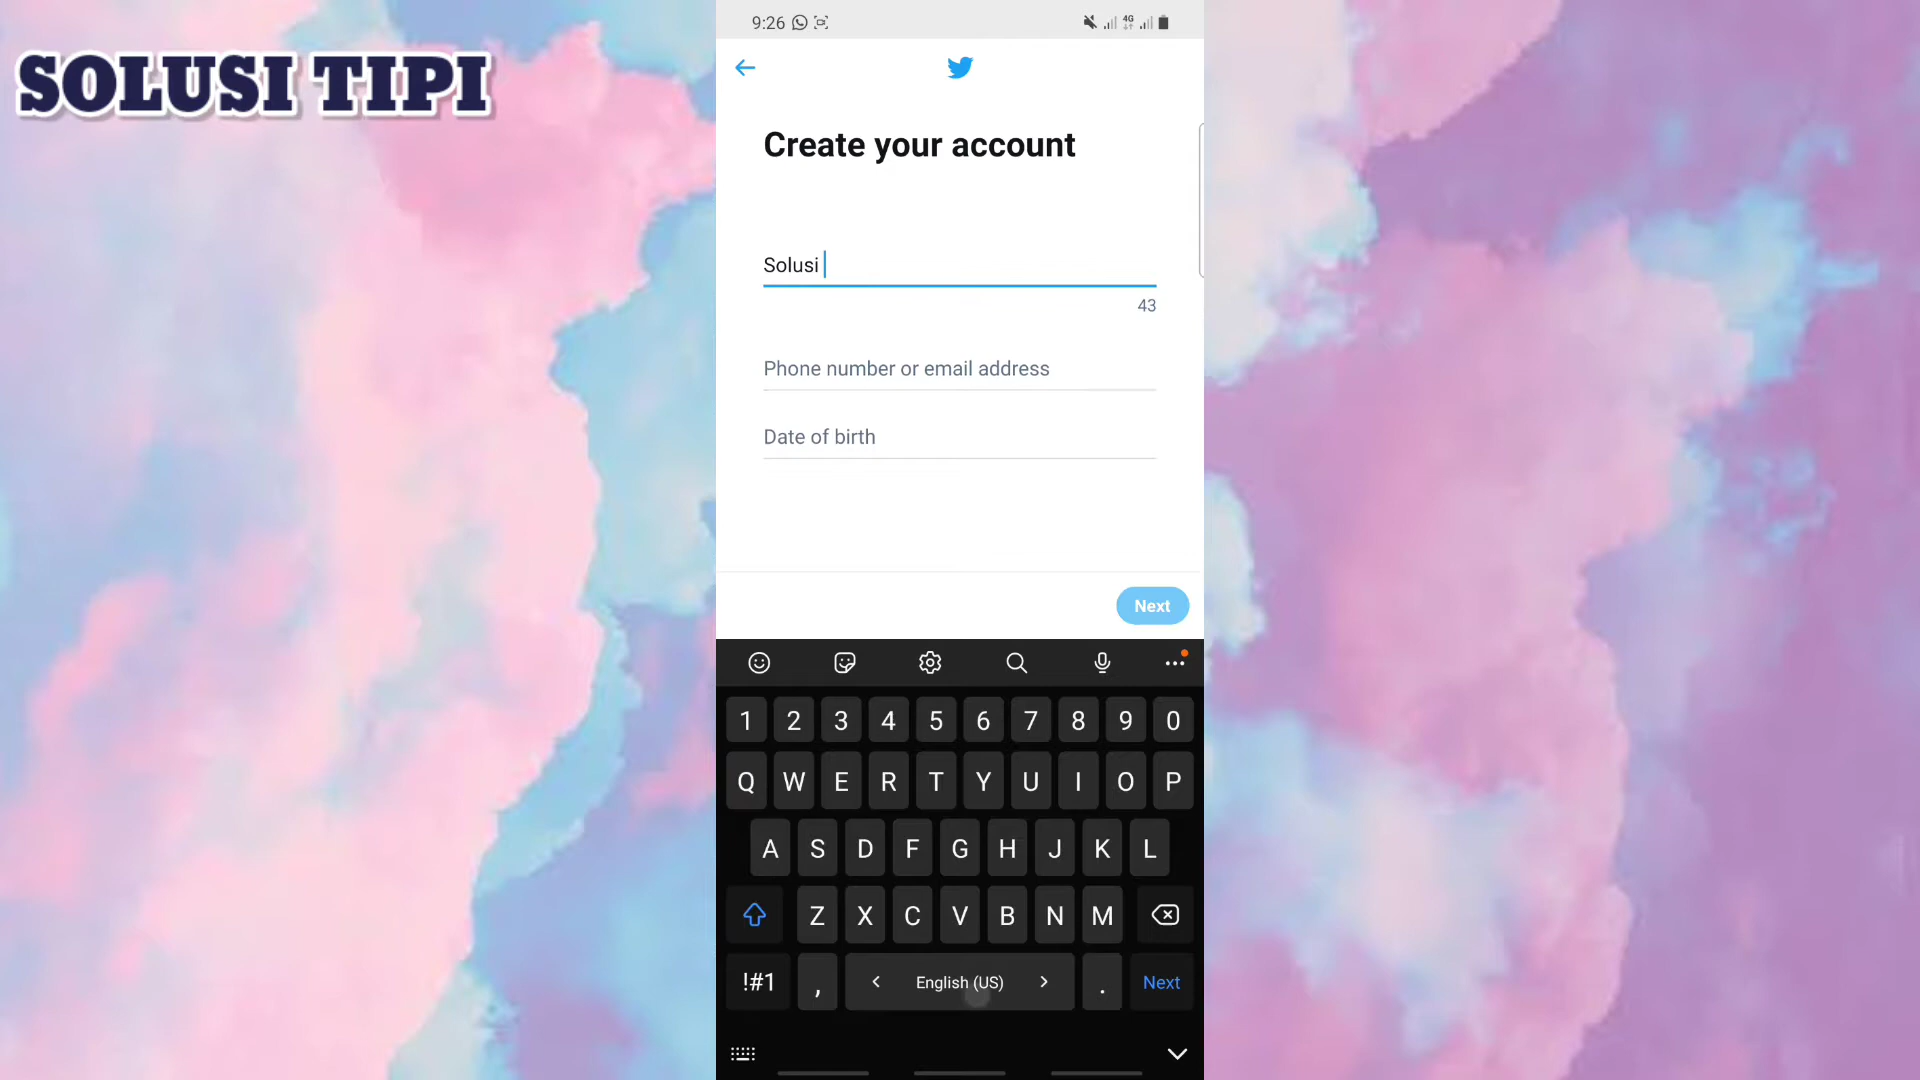 SOLUSI TIPI
9:26
4G
Create your account
Solusi
43
Phone number or email address
Date of birth
Next
1 2 3 4 5 6 7 8 9 0
Q W E R T Y U I O P
A S D F G H J K L
Z X C V B N M
!#1 , < English (US) > . Next